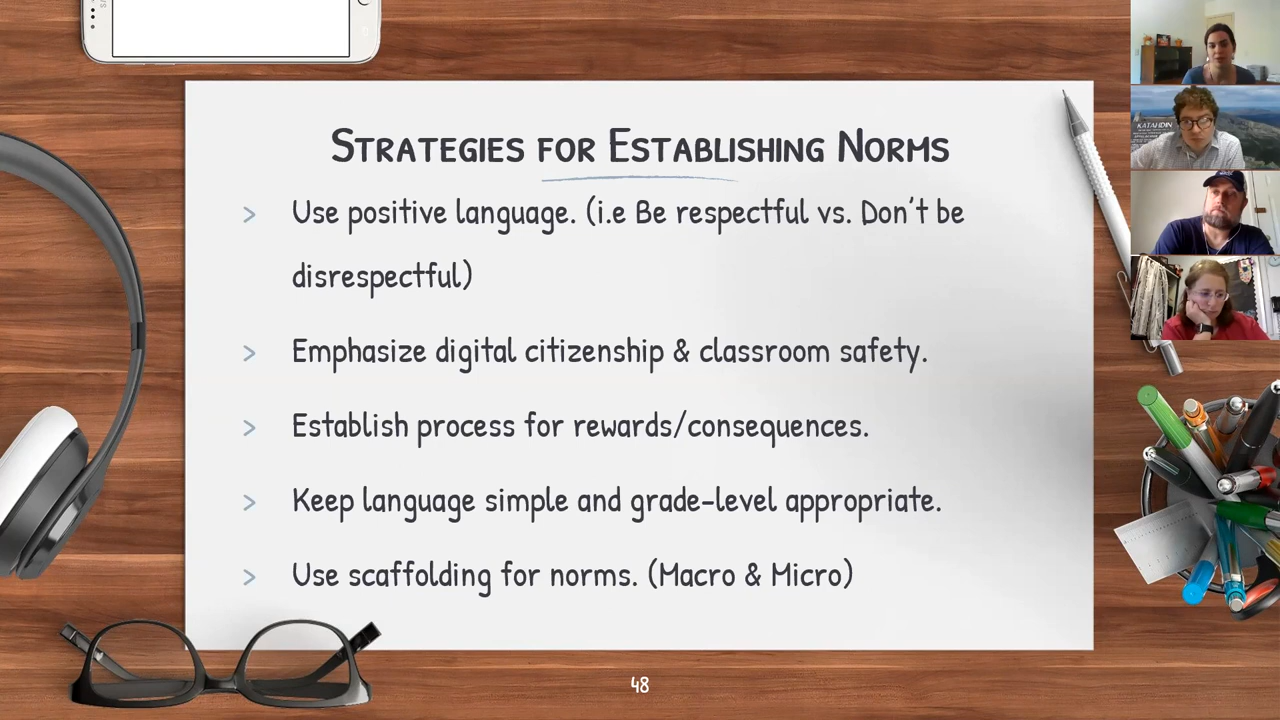 Strategies for Establishing Norms
> Use positive language. (i.e Be respectful vs. Don't be
disrespectful)
> Emphasize digital citizenship & classroom safety.
> Establish process for rewards/consequences.
> Keep language simple and grade-level appropriate.
> Use scaffolding for norms. (Macro & Micro)
48
KATAHDIN